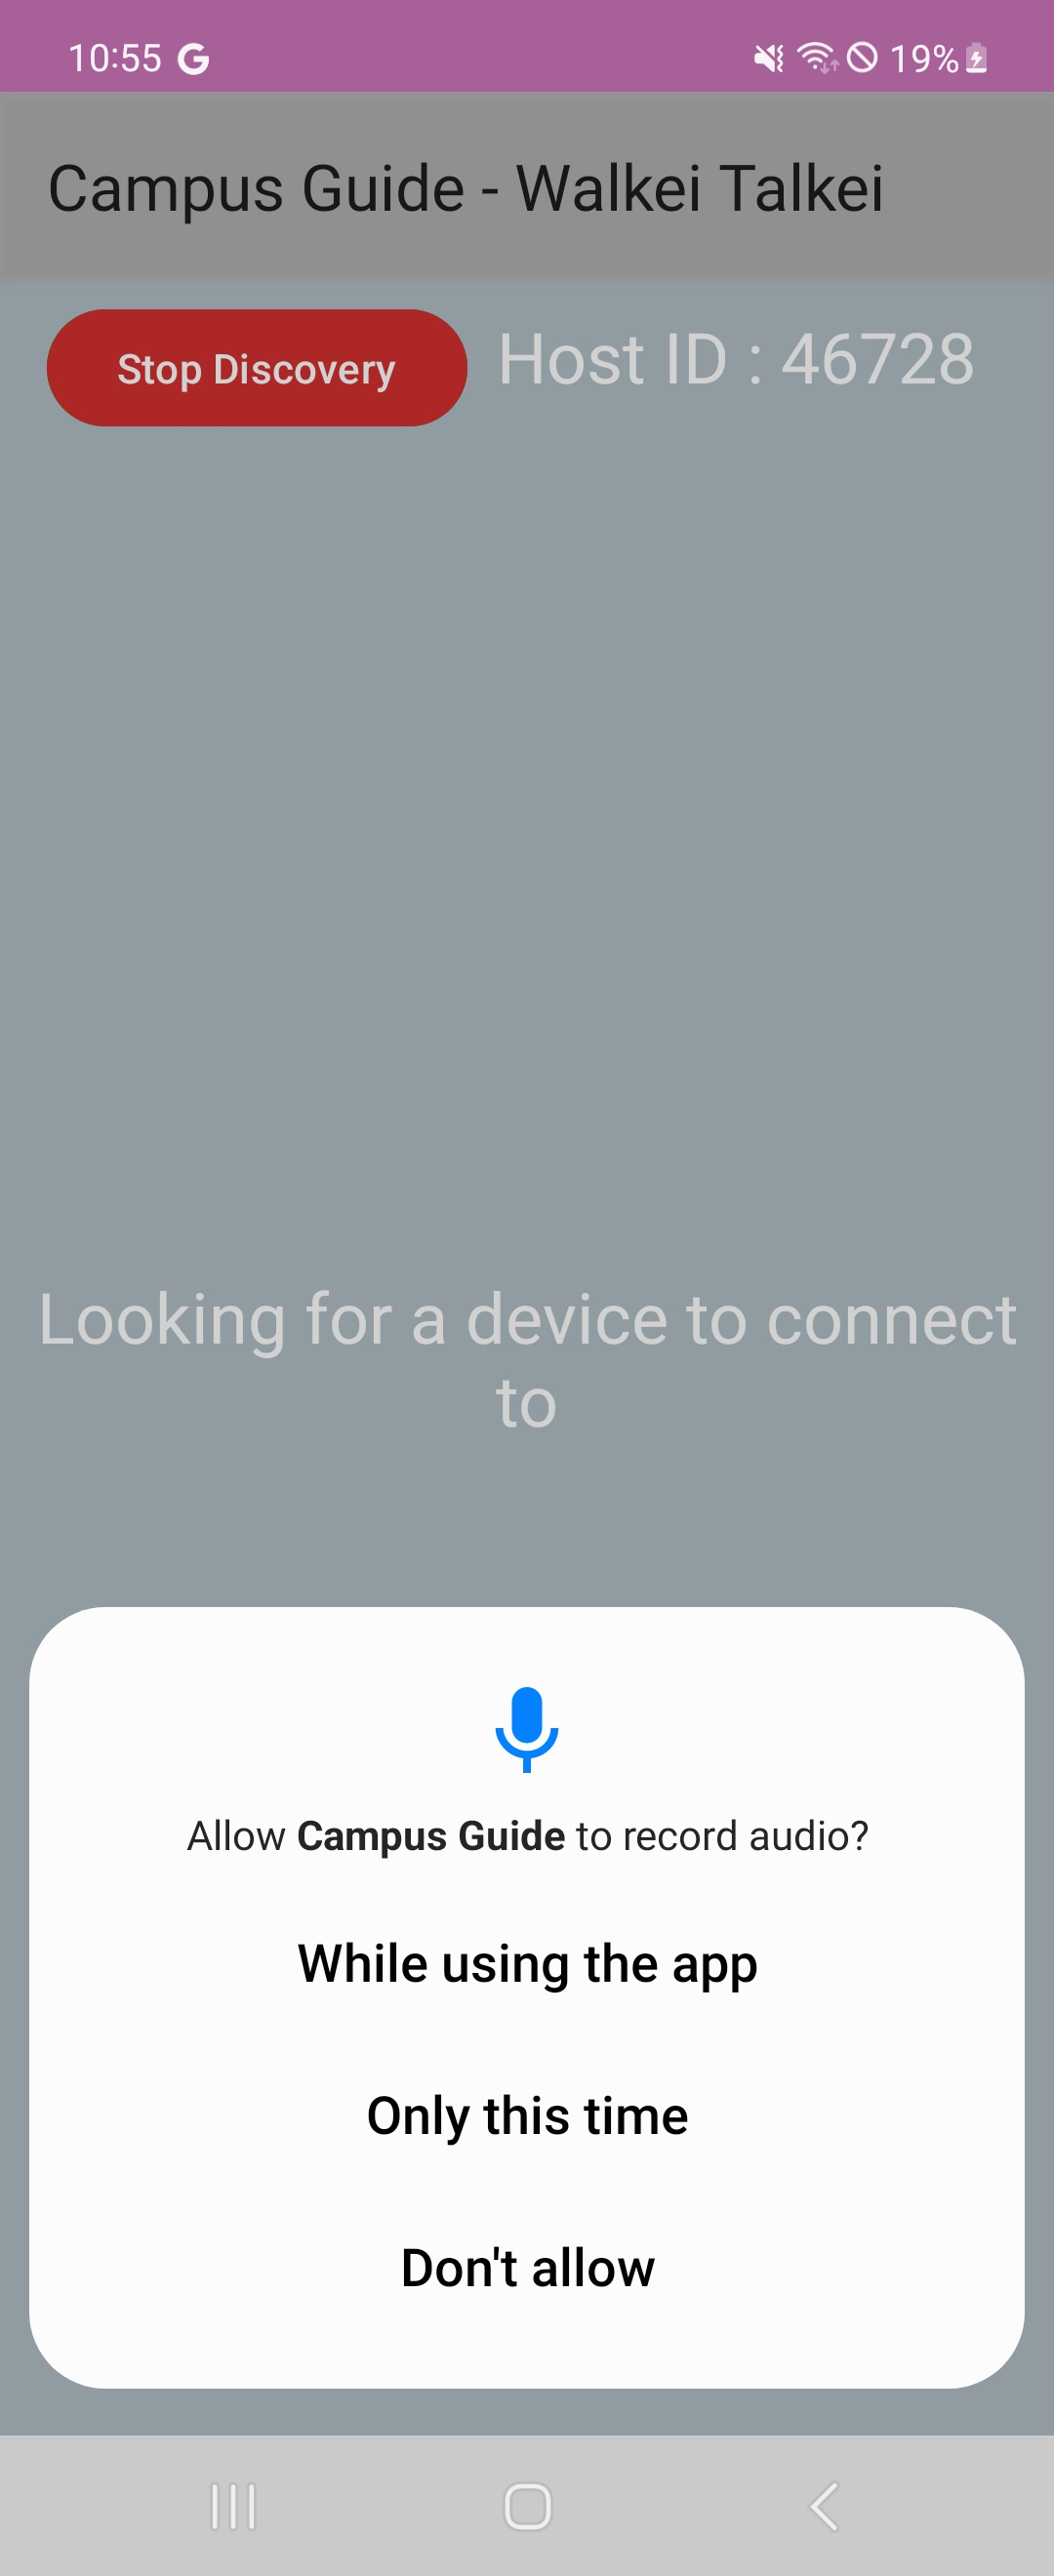 10:55 G 19%
Campus Guide - Walkei Talkei
Stop Discovery Host ID : 46728
Looking for a device to connect
to
Allow Campus Guide to record audio?
While using the app
Only this time
Don't allow